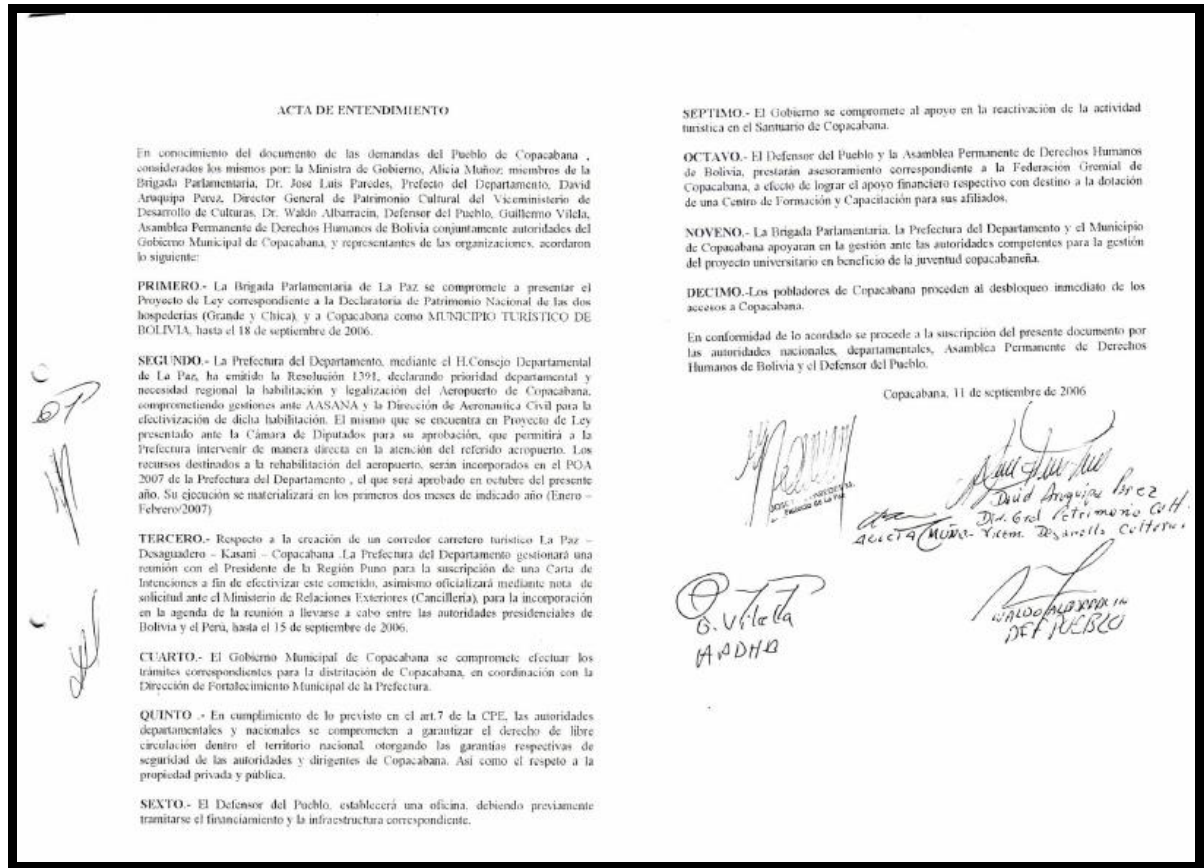 ACTA DE ENTENDIMIENTO
En conocimiento del documento de las demandas del Pueblo de Copacabana ,
considerados los mismos por: la Ministra de Gobierno, Alicia Muñoz; miembros de la
Brigada Parlamentaria, Dr. Jose Luis Paredes, Prefecto del Departamento, David
Aruquipa Perez, Director General de Patrimonio Cultural del Viceministerio de
Desarrollo de Culturas, Dr. Waldo Albarracin, Defensor del Pueblo, Guillermo Vilela,
Asamblea Permanente de Derechos Humanos de Bolivia conjuntamente autoridades del
Gobierno Municipal de Copacabana, y representantes de las organizaciones, acordaron
lo siguiente:
PRIMERO.- La Brigada Parlamentaria de La Paz se compromete a presentar el
Proyecto de Ley correspondiente a la Declaratoria de Patrimonio Nacional de las dos
hospederias (Grande y Chica), y a Copacabana como MUNICIPIO TURÍSTICO DE
BOLIVIA, hasta el 18 de septiembre de 2006.
SEGUNDO.- La Prefectura del Departamento, mediante el H.Consejo Departamental
de La Paz, ha emitido la Resolución 1391, declarando prioridad departamental y
necesidad regional la habilitación y legalización del Aeropuerto de Copacabana,
comprometiendo gestiones ante AASANA y la Dirección de Aeronautica Civil para la
efectivización de dicha habilitación. El mismo que se encuentra en Proyecto de Ley
presentado ante la Cámara de Diputados para su aprobación, que permitirá a la
Prefectura intervenir de manera directa en la atención del referido acropuerto. Los
recursos destinados a la rehabilitación del aeropuerto, serán incorporados en el POA
2007 de la Prefectura del Departamento , el que será aprobado en octubre del presente
año. Su ejecución se materializará en los primeros dos meses de indicado año (Enero –
Febrero/2007)
TERCERO.- Respecto a la creación de un corredor carretero turístico La Paz –
Desaguadero – Kasani – Copacabana .La Prefectura del Departamento gestionará una
reunión con el Presidente de la Región Puno para la suscripción de una Carta de
Intenciones a fin de efectivizar este cometido, asimismo oficializará mediante nota de
solicitud ante el Ministerio de Relaciones Exteriores (Cancillería), para la incorporación
en la agenda de la reunión a llevarse a cabo entre las autoridades presidenciales de
Bolivia y el Perú, hasta el 15 de septiembre de 2006.
CUARTO.- El Gobierno Municipal de Copacabana se compromete efectuar los
trámites correspondientes para la distritación de Copacabana, en coordinación con la
Dirección de Fortalecimiento Municipal de la Prefectura.
QUINTO .- En cumplimiento de lo previsto en el art.7 de la CPE, las autoridades
departamentales y nacionales se comprometen a garantizar el derecho de libre
circulación dentro el territorio nacional, otorgando las garantías respectivas de
seguridad de las autoridades y dirigentes de Copacabana. Así como el respeto a la
propiedad privada y pública.
SEXTO.- El Defensor del Pueblo, establecerá una oficina, debiendo previamente
tramitarse el financiamiento y la infraestructura correspondiente.
SEPTIMO.- El Gobierno se compromete al apoyo en la reactivación de la actividad
turística en el Santuario de Copacabana.
OCTAVO.- El Defensor del Pueblo y la Asamblea Permanente de Derechos Humanos
de Bolivia, prestarán asesoramiento correspondiente a la Federación Gremial de
Copacabana, a efecto de lograr el apoyo financiero respectivo con destino a la dotación
de una Centro de Formación y Capacitación para sus afiliados.
NOVENO.- La Brigada Parlamentaria, la Prefectura del Departamento y el Municipio
de Copacabana apoyaran en la gestión ante las autoridades competentes para la gestión
del proyecto universitario en beneficio de la juventud copacabaneña.
DECIMO.-Los pobladores de Copacabana proceden al desbloqueo inmediato de los
accesos a Copacabana.
En conformidad de lo acordado se procede a la suscripción del presente documento por
las autoridades nacionales, departamentales, Asamblea Permanente de Derechos
Humanos de Bolivia y el Defensor del Pueblo.
Copacabana, 11 de septiembre de 2006
David Aruquipa Pérez
Dir. Gral Patrimonio Cult.
ALICIA MUÑOZ - Vicem. Desarrollo Culturas
G. Vilella
APDHB
WALDO ALBARRACIN
DEF PUEBLO